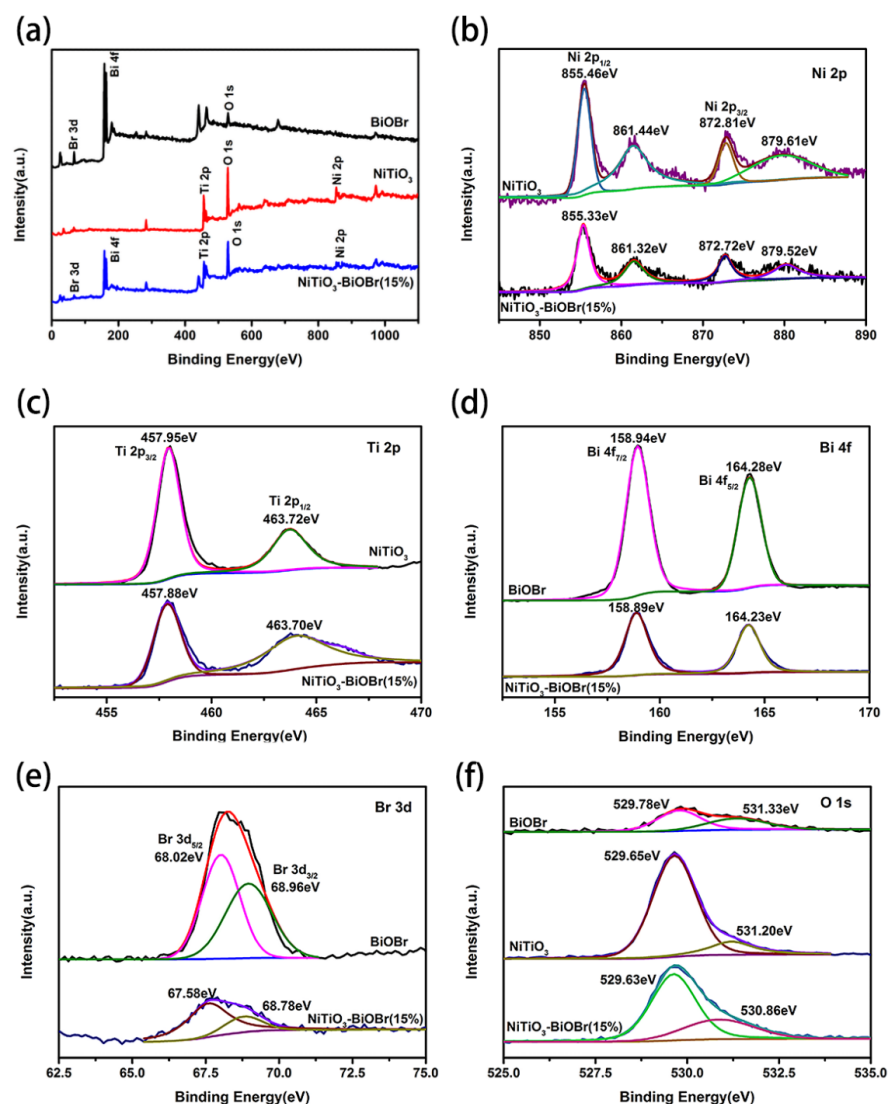 (a)
Bi 4f
Br 3d
O 1s
BiOBr
Ti 2p
O 1s
Ni 2p
NiTiO3
Br 3d
Bi 4f
Ti 2p
O 1s
Ni 2p
NiTiO3-BiOBr(15%)
Intensity(a.u.)
0 200 400 600 800 1000
Binding Energy(eV)
(b)
Ni 2p
Ni 2p1/2
855.46eV
861.44eV
Ni 2p3/2
872.81eV
879.61eV
NiTiO3
855.33eV
861.32eV
872.72eV
879.52eV
NiTiO3-BiOBr(15%)
Intensity(a.u.)
850 860 870 880 890
Binding Energy(eV)
(c)
Ti 2p
457.95eV
Ti 2p3/2
Ti 2p1/2
463.72eV
NiTiO3
457.88eV
463.70eV
NiTiO3-BiOBr(15%)
Intensity(a.u.)
455 460 465 470
Binding Energy(eV)
(d)
Bi 4f
158.94eV
Bi 4f7/2
164.28eV
Bi 4f5/2
BiOBr
158.89eV
164.23eV
NiTiO3-BiOBr(15%)
Intensity(a.u.)
155 160 165 170
Binding Energy(eV)
(e)
Br 3d
Br 3d5/2
68.02eV
Br 3d3/2
68.96eV
BiOBr
67.58eV
68.78eV
NiTiO3-BiOBr(15%)
Intensity(a.u.)
62.5 65.0 67.5 70.0 72.5 75.0
Binding Energy(eV)
(f)
O 1s
529.78eV
531.33eV
BiOBr
529.65eV
531.20eV
NiTiO3
529.63eV
530.86eV
NiTiO3-BiOBr(15%)
Intensity(a.u.)
525.0 527.5 530.0 532.5 535.0
Binding Energy(eV)